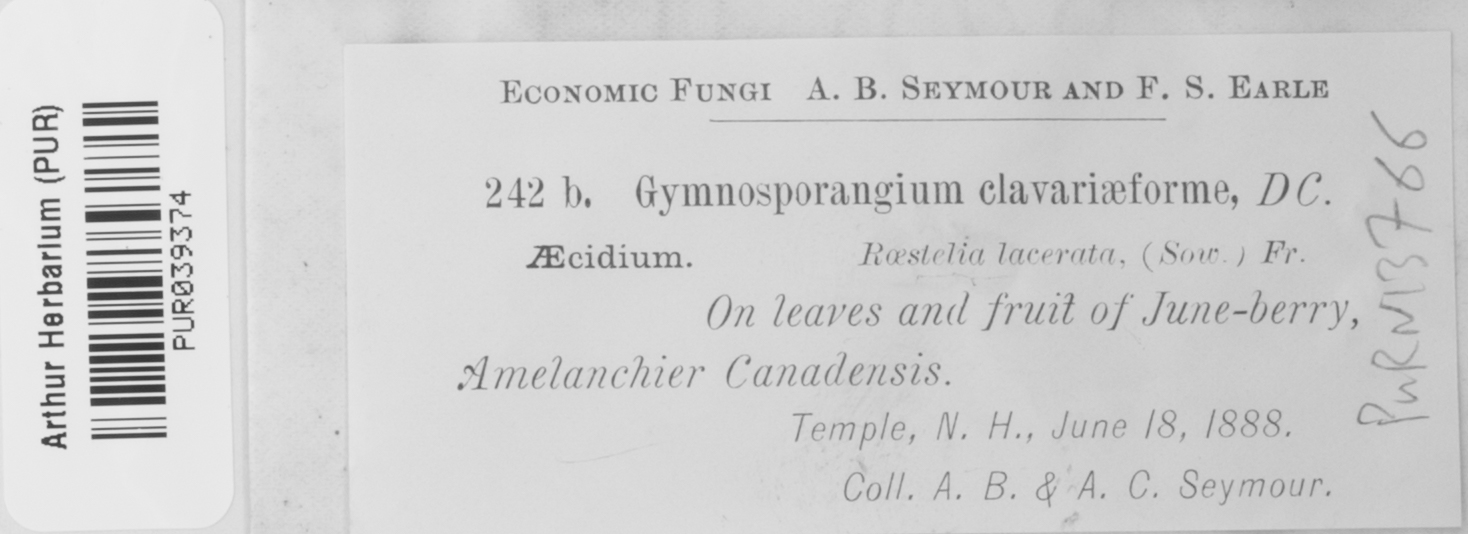 Arthur Herbarium (PUR)
PUR039374
ECONOMIC FUNGI A. B. SEYMOUR AND F. S. EARLE
242 b. Gymnosporangium clavariæforme, DC.
Æcidium. Rœstelia lacerata, (Sow.) Fr.
On leaves and fruit of June-berry,
Amelanchier Canadensis.
Temple, N. H., June 18, 1888.
Coll. A. B. & A. C. Seymour.
PURN13766